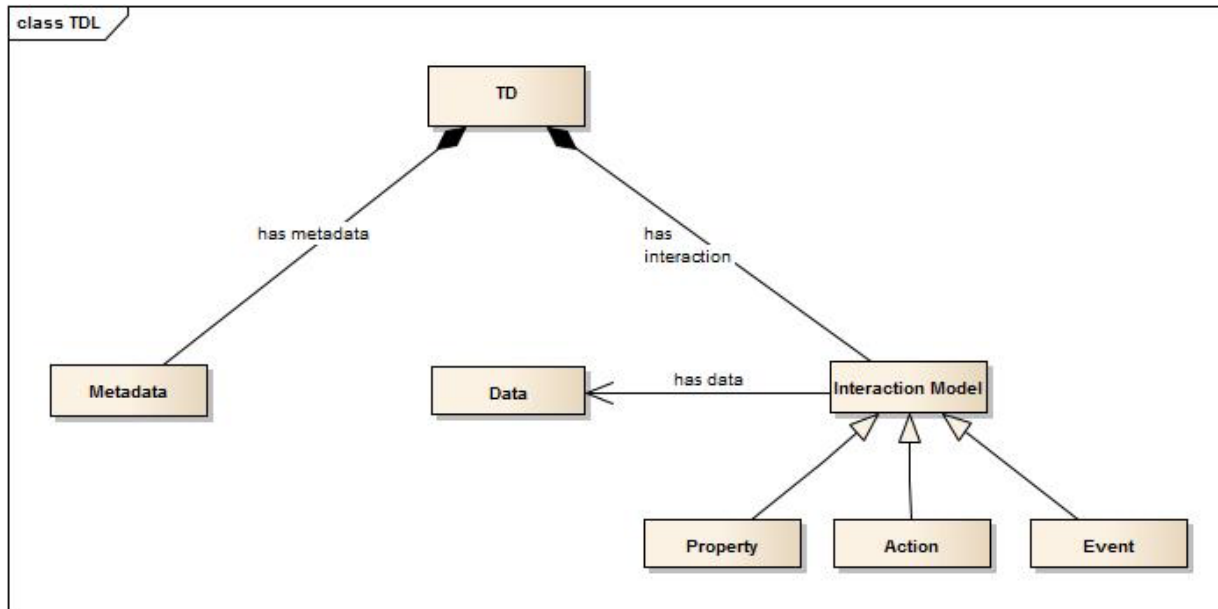 class TDL
TD
has metadata
has
interaction
Metadata
Data
has data
Interaction Model
Property
Action
Event